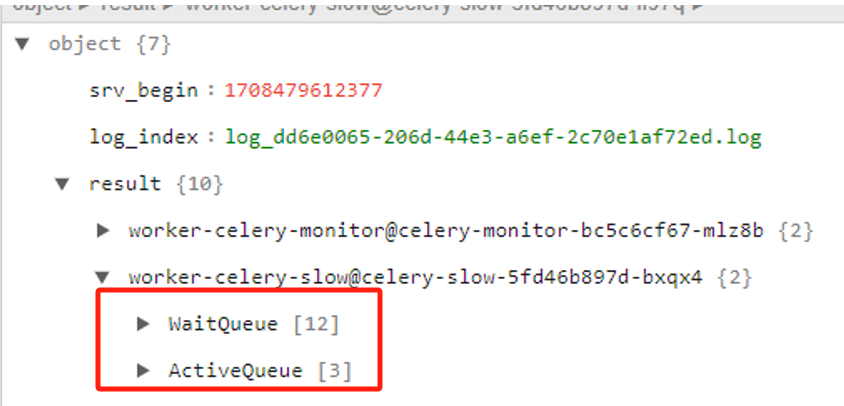 object {7}
srv_begin : 1708479612377
log_index : log_dd6e0065-206d-44e3-a6ef-2c70e1af72ed.log
result {10}
worker-celery-monitor@celery-monitor-bc5c6cf67-mlz8b {2}
worker-celery-slow@celery-slow-5fd46b897d-bxqx4 {2}
WaitQueue [12]
ActiveQueue [3]